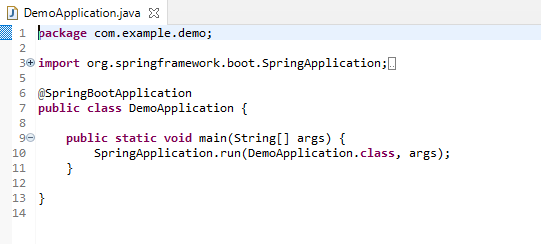 DemoApplication.java
1 package com.example.demo;
2
3 import org.springframework.boot.SpringApplication;
5
6 @SpringBootApplication
7 public class DemoApplication {
8
9 public static void main(String[] args) {
10 SpringApplication.run(DemoApplication.class, args);
11 }
12
13 }
14